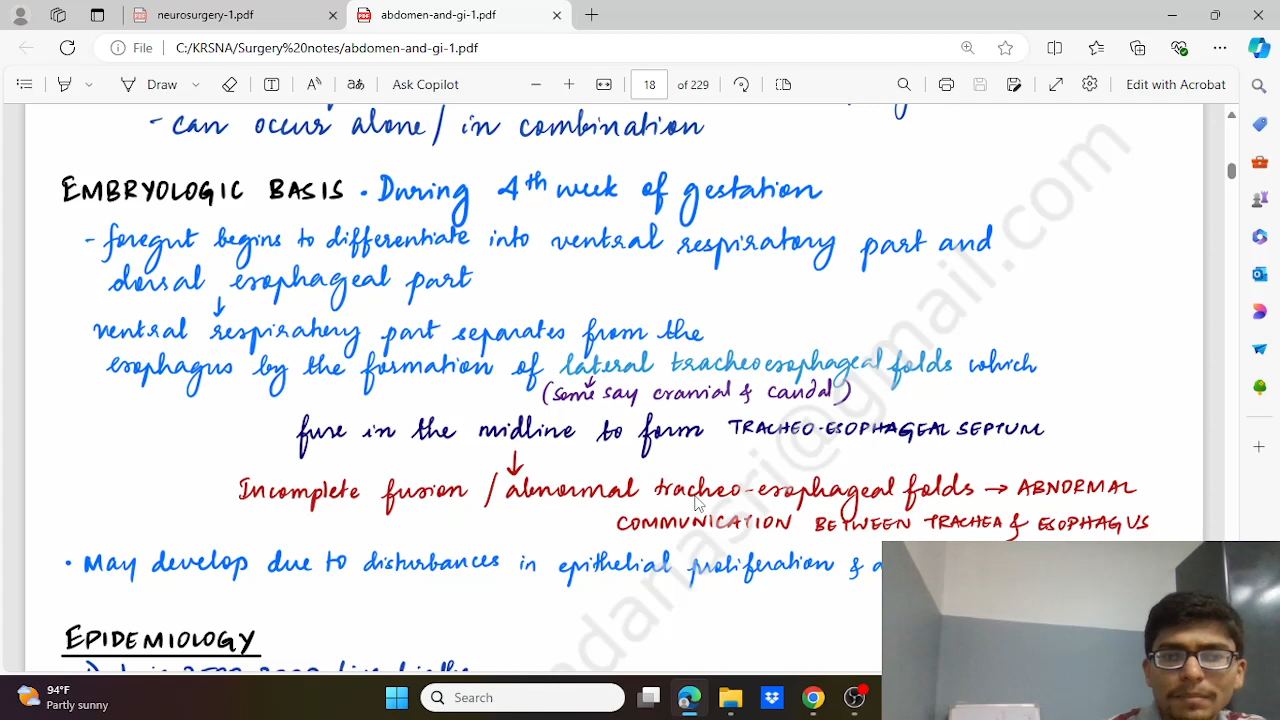 neurosurgery-1.pdf
abdomen-and-gi-1.pdf
File C:/KRSNA/Surgery%20notes/abdomen-and-gi-1.pdf
Draw
Ask Copilot
18 of 229
Edit with Acrobat
- can occur alone / in combination
EMBRYOLOGIC BASIS • During 4th week of gestation
- foregut begins to differentiate into ventral respiratory part and
dorsal esophageal part
↓
ventral respiratory part separates from the
esophagus by the formation of lateral tracheoesophageal folds which
(some say cranial & caudal)
fuse in the midline to form TRACHEO-ESOPHAGEAL SEPTUM
↓
Incomplete fusion / abnormal tracheo-esophageal folds → ABNORMAL
COMMUNICATION BETWEEN TRACHEA & ESOPHAGUS
• May develop due to disturbances in epithelial proliferation &
EPIDEMIOLOGY
danasri@gmail.com
94°F
Partly sunny
Search